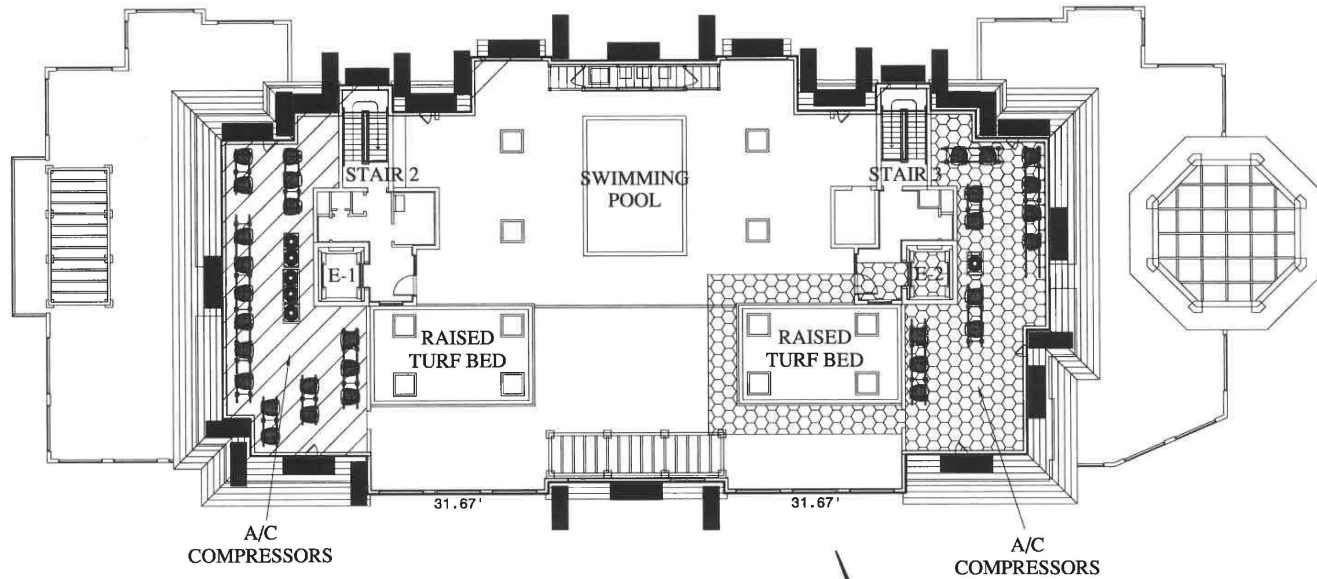 STAIR 2
SWIMMING
POOL
STAIR 3
E-1
E-2
RAISED
TURF BED
RAISED
TURF BED
31.67'
31.67'
A/C
COMPRESSORS
A/C
COMPRESSORS